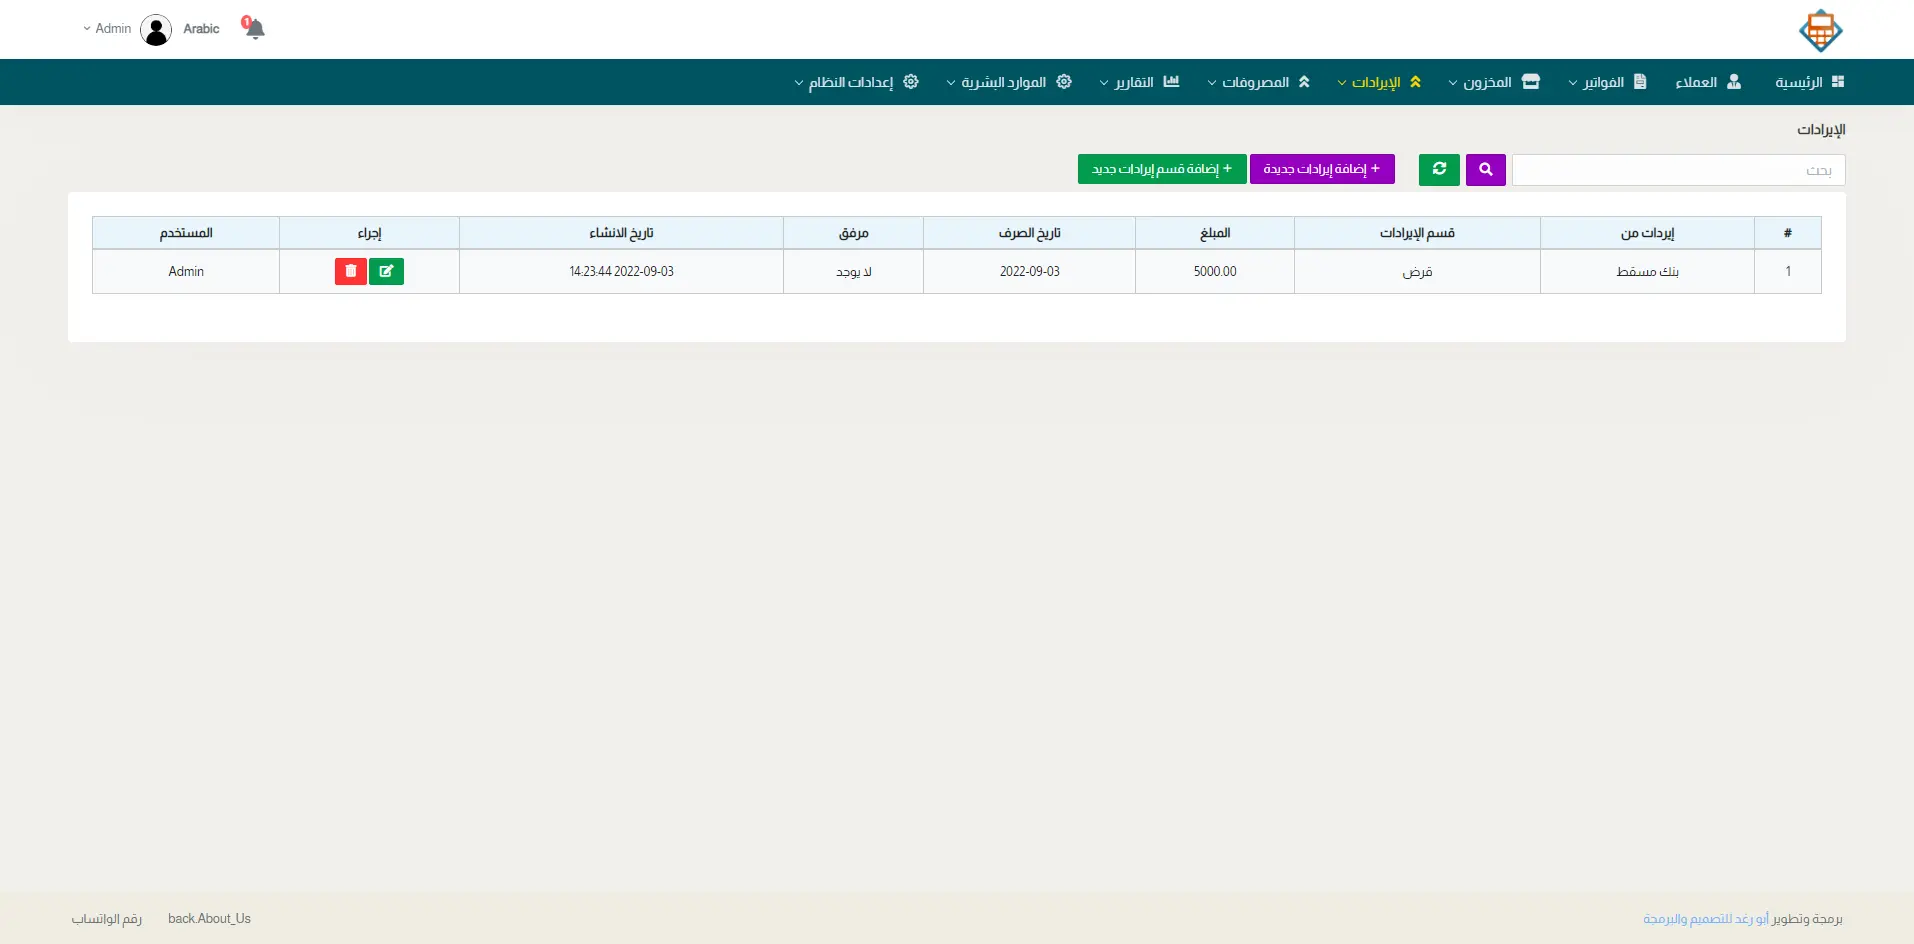 1
Arabic
Admin
الرئيسية
العملاء
الفواتير
المخزون
الإيرادات
المصروفات
التقارير
الموارد البشرية
إعدادات النظام
الإيرادات
بحث
+ إضافة إيرادات جديدة
+ إضافة قسم إيرادات جديد
# إيردات من قسم الإيرادات المبلغ تاريخ الصرف مرفق تاريخ الانشاء إجراء المستخدم
1 بنك مسقط قرض 5000.00 2022-09-03 لا يوجد 2022-09-03 14:23:44 Admin
برمجة وتطوير أبو رغد للتصميم والبرمجة
back.About_Us
رقم الواتساب